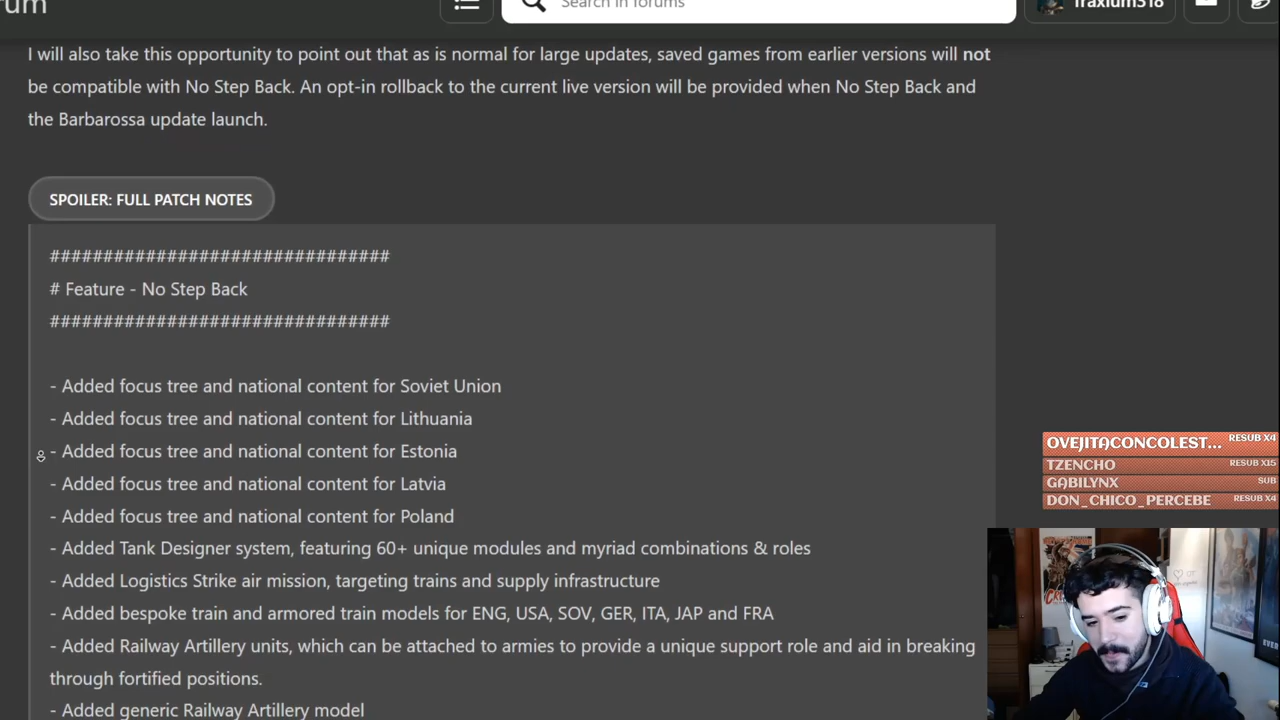 rum
Search in forums
fraxium318
I will also take this opportunity to point out that as is normal for large updates, saved games from earlier versions will not
be compatible with No Step Back. An opt-in rollback to the current live version will be provided when No Step Back and
the Barbarossa update launch.
SPOILER: FULL PATCH NOTES
###############################
# Feature - No Step Back
###############################
- Added focus tree and national content for Soviet Union
- Added focus tree and national content for Lithuania
- Added focus tree and national content for Estonia
- Added focus tree and national content for Latvia
- Added focus tree and national content for Poland
- Added Tank Designer system, featuring 60+ unique modules and myriad combinations & roles
- Added Logistics Strike air mission, targeting trains and supply infrastructure
- Added bespoke train and armored train models for ENG, USA, SOV, GER, ITA, JAP and FRA
- Added Railway Artillery units, which can be attached to armies to provide a unique support role and aid in breaking
through fortified positions.
- Added generic Railway Artillery model
OVEJITACONCOLEST... RESUB X4
TZENCHO RESUB X15
GABILYNX SUB
DON_CHICO_PERCEBE RESUB X4